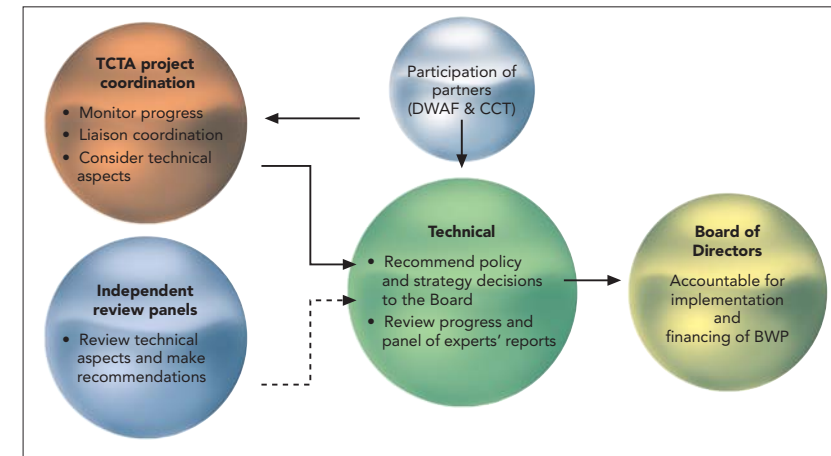 TCTA project
coordination
• Monitor progress
• Liaison coordination
• Consider technical
aspects
Participation of
partners
(DWAF & CCT)
Independent
review panels
• Review technical
aspects and make
recommendations
Technical
• Recommend policy
and strategy decisions
to the Board
• Review progress and
panel of experts’ reports
Board of
Directors
Accountable for
implementation
and
financing of BWP